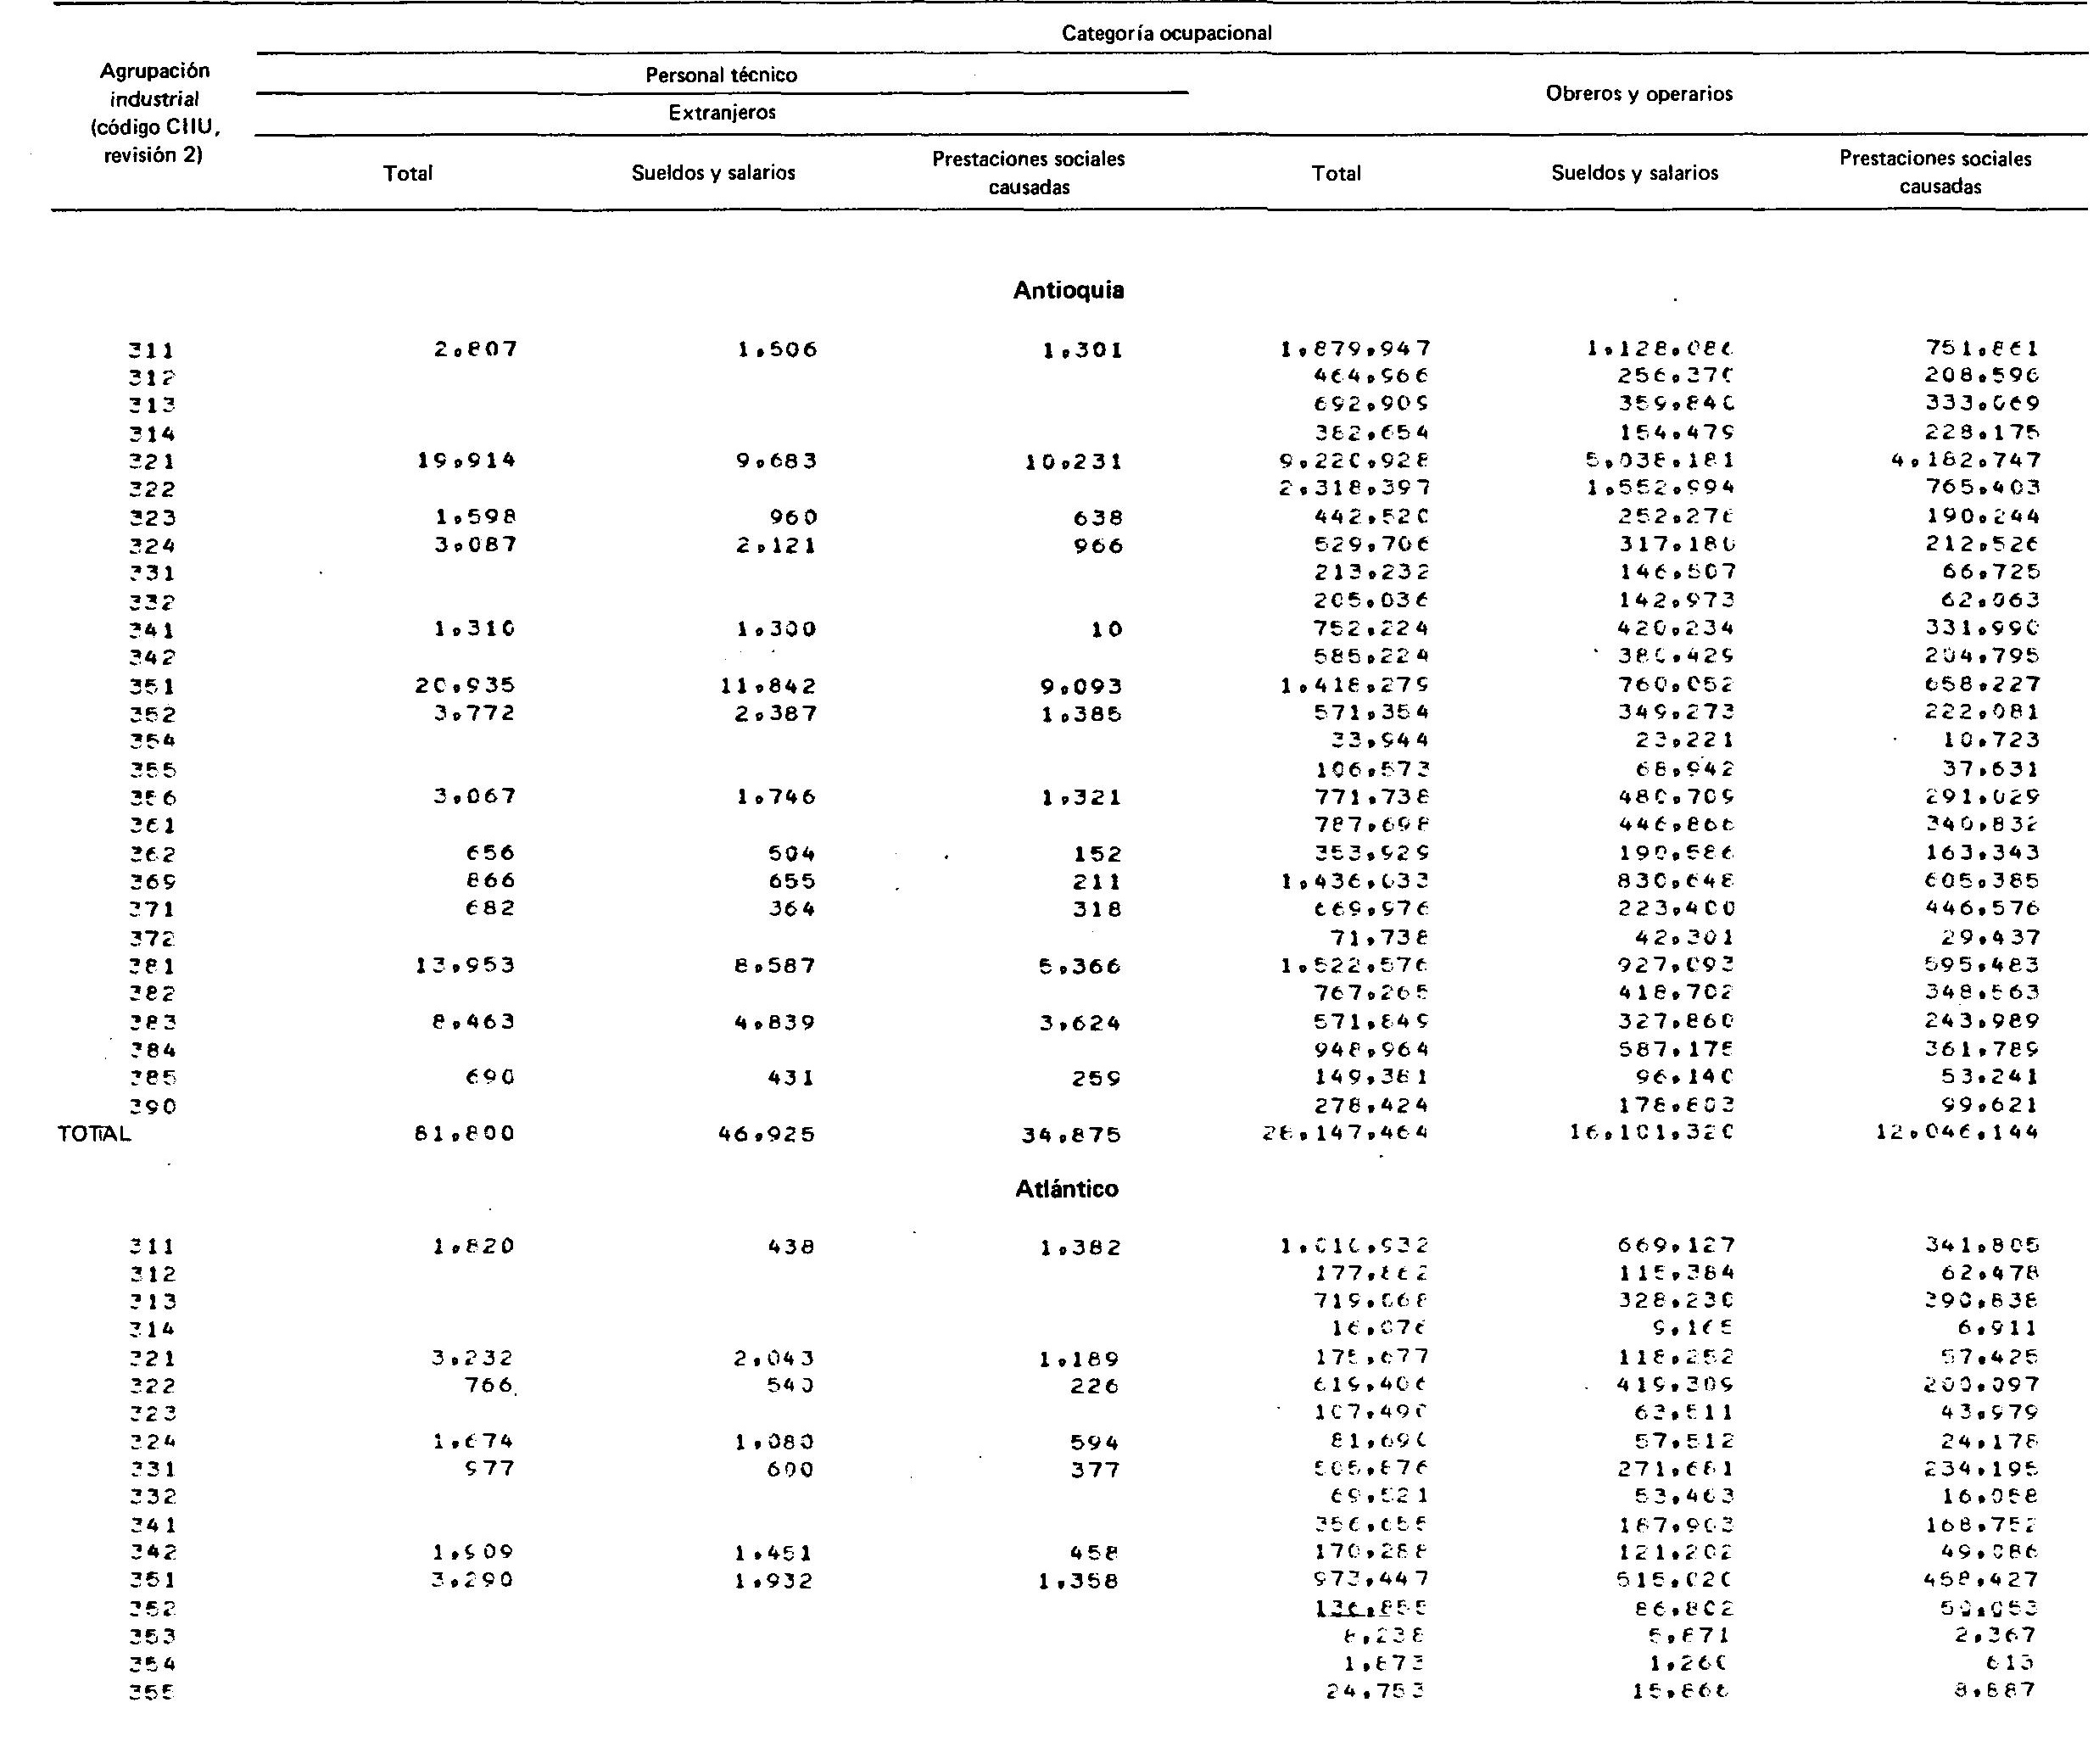 Categoría ocupacional
Agrupación industrial (código CIIU, revisión 2)
Personal técnico
Obreros y operarios
Extranjeros
Total Sueldos y salarios Prestaciones sociales causadas Total Sueldos y salarios Prestaciones sociales causadas
Antioquia
311 2,807 1,506 1,301 1,879,947 1,128,086 751,861
312 464,966 256,370 208,596
313 692,909 359,840 333,069
314 382,654 154,479 228,175
321 19,914 9,683 10,231 9,220,928 5,038,181 4,182,747
322 2,318,397 1,552,994 765,403
323 1,598 960 638 442,520 252,276 190,244
324 3,087 2,121 966 529,706 317,180 212,526
331 213,232 146,507 66,725
332 205,036 142,973 62,063
341 1,310 1,300 10 752,224 420,234 331,990
342 585,224 380,429 204,795
351 20,935 11,842 9,093 1,418,279 760,052 658,227
352 3,772 2,387 1,385 571,354 349,273 222,081
354 33,944 23,221 10,723
355 106,573 68,942 37,631
356 3,067 1,746 1,321 771,738 480,709 291,029
361 787,698 446,866 340,832
362 656 504 152 353,929 190,586 163,343
369 866 655 211 1,436,033 830,648 605,385
371 682 364 318 669,976 223,400 446,576
372 71,738 42,301 29,437
381 13,953 8,587 5,366 1,522,576 927,093 595,483
382 767,265 418,702 348,563
383 8,463 4,839 3,624 571,849 327,860 243,989
384 948,964 587,175 361,789
385 690 431 259 149,381 96,140 53,241
390 278,424 178,803 99,621
TOTAL 81,800 46,925 34,875 28,147,464 16,101,320 12,046,144
Atlántico
311 1,820 438 1,382 1,010,932 669,127 341,805
312 177,862 115,384 62,478
313 719,068 328,230 390,838
314 16,076 9,165 6,911
321 3,232 2,043 1,189 175,677 118,252 57,425
322 766 540 226 619,406 419,309 200,097
323 107,490 63,511 43,979
324 1,674 1,080 594 81,690 57,512 24,178
331 977 600 377 505,876 271,681 234,195
332 69,521 53,463 16,058
341 356,655 187,903 168,752
342 1,909 1,451 458 170,288 121,202 49,086
351 3,290 1,932 1,358 973,447 515,020 458,427
352 136,855 86,802 50,053
353 8,238 5,871 2,367
354 1,873 1,260 613
355 24,753 15,866 8,887